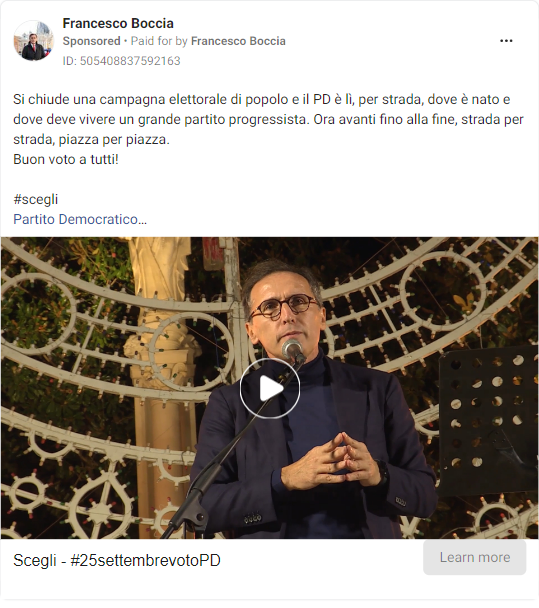 Francesco Boccia
Sponsored • Paid for by Francesco Boccia
ID: 505408837592163
Si chiude una campagna elettorale di popolo e il PD è lì, per strada, dove è nato e
dove deve vivere un grande partito progressista. Ora avanti fino alla fine, strada per
strada, piazza per piazza.
Buon voto a tutti!
#scegli
Partito Democratico...
Scegli - #25settembrevotoPD
Learn more